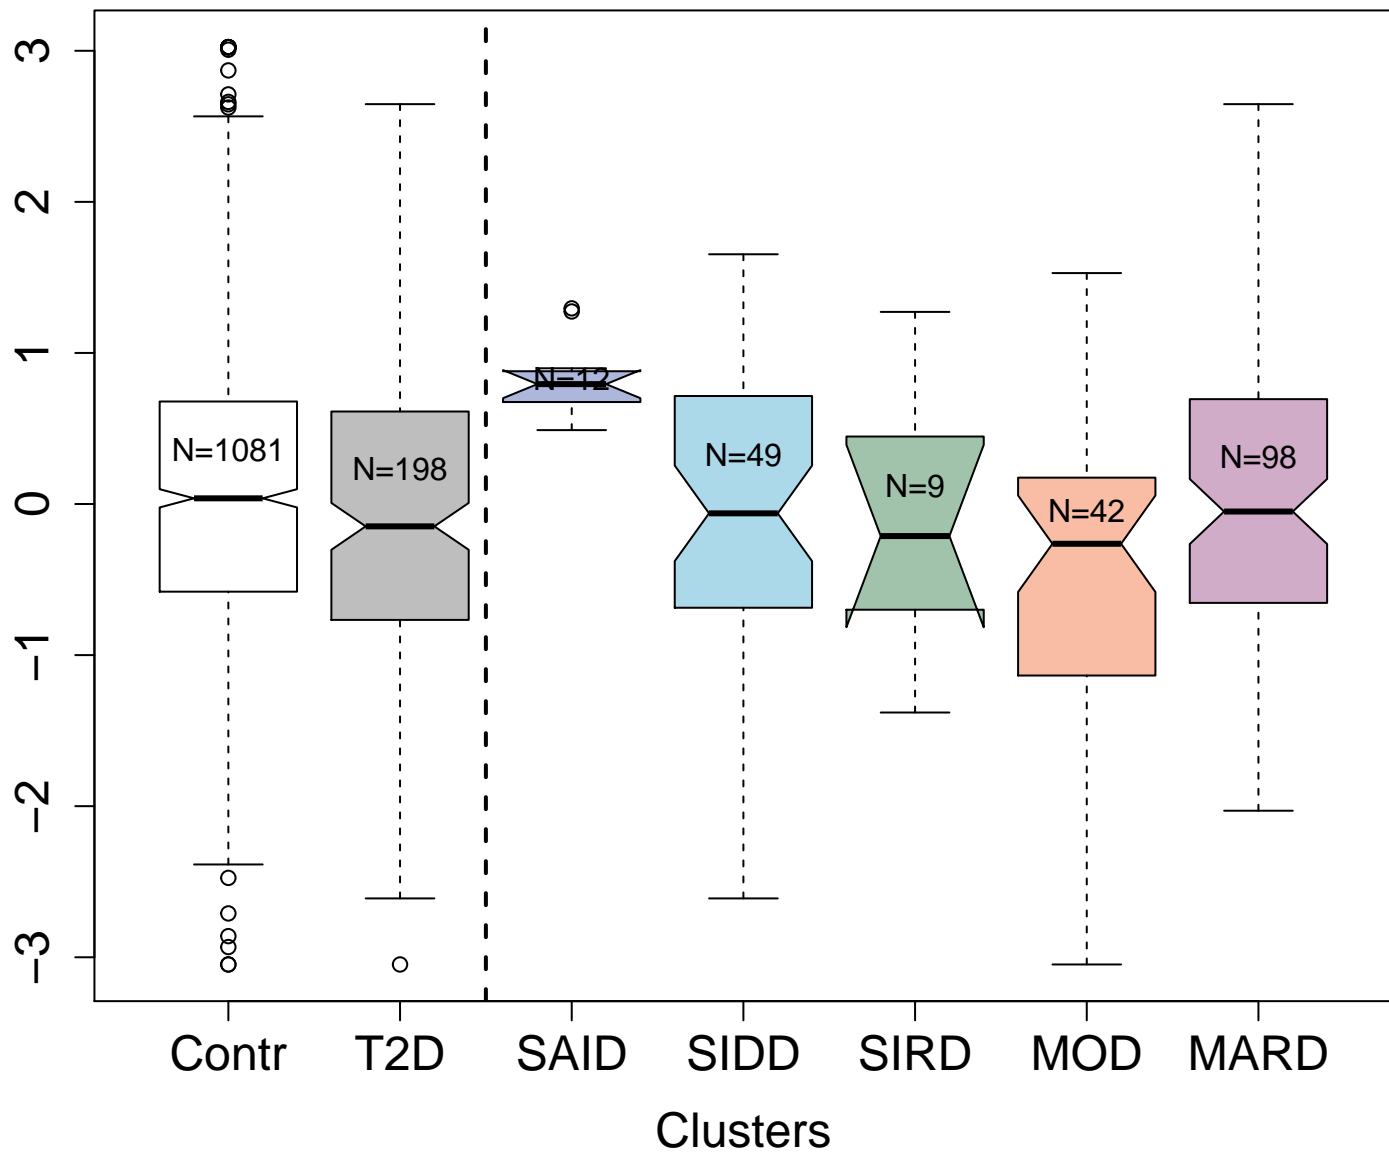 3
2
1
0
−1
−2
−3
N=1081
N=198
N=12
N=49
N=9
N=42
N=98
Contr T2D SAID SIDD SIRD MOD MARD
Clusters